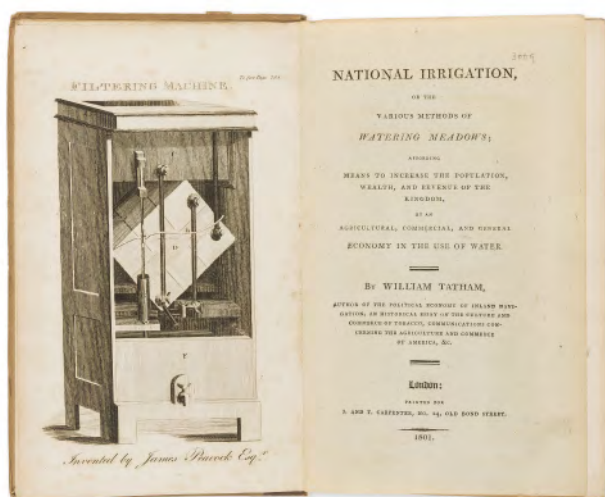 FILTERING MACHINE.
Invented by James Peacock Esq.r
NATIONAL IRRIGATION,
OR THE
VARIOUS METHODS OF
WATERING MEADOWS;
AFFORDING
MEANS TO INCREASE THE POPULATION,
WEALTH, AND REVENUE OF THE
KINGDOM,
BY AN
AGRICULTURAL, COMMERCIAL, AND GENERAL
ECONOMY IN THE USE OF WATER.
BY WILLIAM TATHAM,
AUTHOR OF THE POLITICAL ECONOMY OF INLAND NAVI-
GATION, AN HISTORICAL ESSAY ON THE CULTURE AND
COMMERCE OF TOBACCO, COMMUNICATIONS CON-
CERNING THE AGRICULTURE AND COMMERCE
OF AMERICA, &C.
London:
PRINTED FOR
J. AND T. CARPENTER, NO. 14, OLD BOND STREET.
1801.